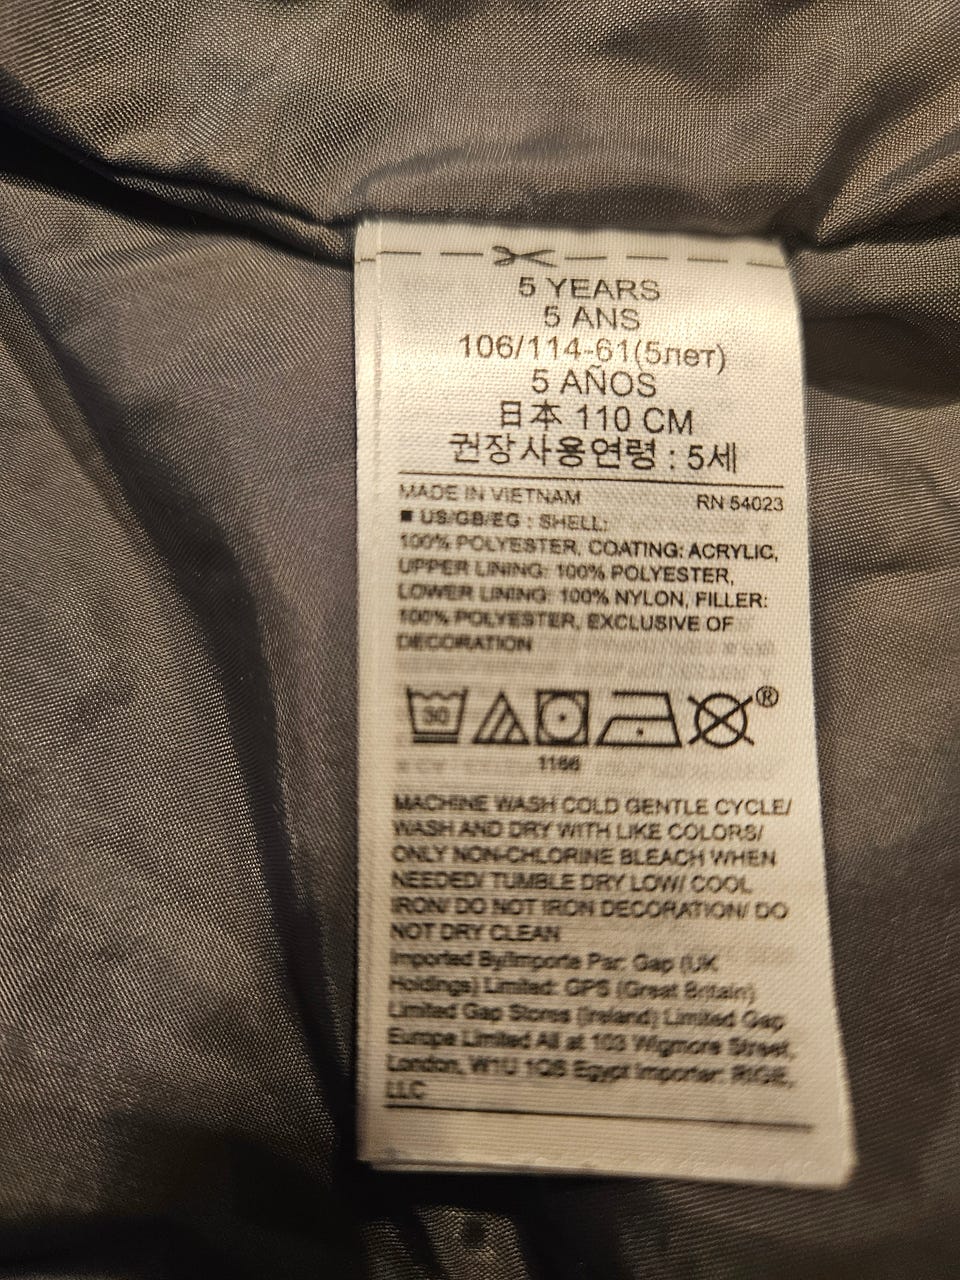 5 YEARS
5 ANS
106/114-61(5лет)
5 AÑOS
日本 110 CM
권장사용연령 : 5세
MADE IN VIETNAM RN 54023
■ US/GB/EG : SHELL:
100% POLYESTER, COATING: ACRYLIC,
UPPER LINING: 100% POLYESTER,
LOWER LINING: 100% NYLON, FILLER:
100% POLYESTER, EXCLUSIVE OF
DECORATION
30 ®
1166
MACHINE WASH COLD GENTLE CYCLE/
WASH AND DRY WITH LIKE COLORS/
ONLY NON-CHLORINE BLEACH WHEN
NEEDED/ TUMBLE DRY LOW/ COOL
IRON/ DO NOT IRON DECORATION/ DO
NOT DRY CLEAN
Imported By/Importe Par: Gap (UK
Holdings) Limited: GPS (Great Britain)
Limited Gap Stores (Ireland) Limited Gap
Europe Limited All at 103 Wigmore Street,
London, W1U 1QS Egypt Importer: RIGE,
LLC